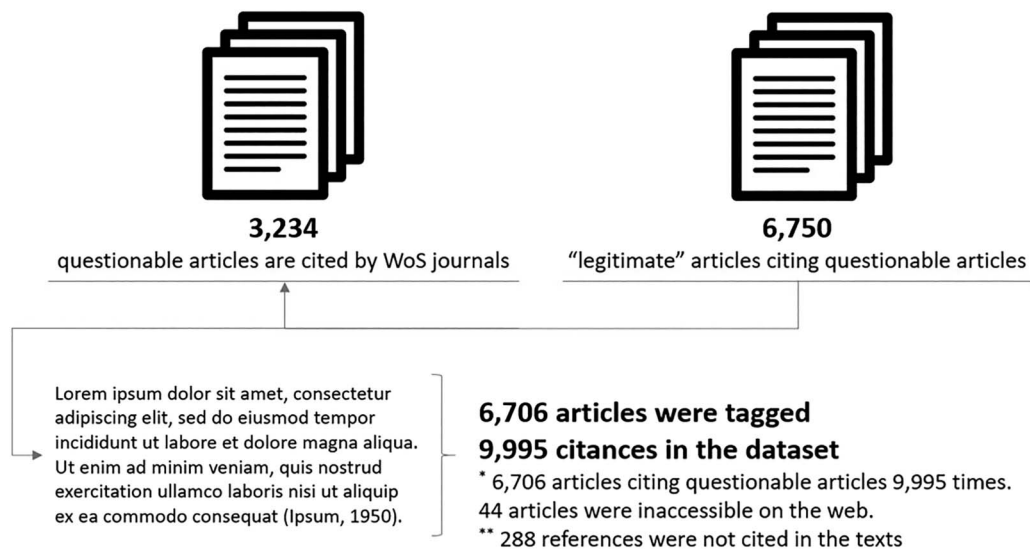 3,234
questionable articles are cited by WoS journals
6,750
“legitimate” articles citing questionable articles
Lorem ipsum dolor sit amet, consectetur
adipiscing elit, sed do eiusmod tempor
incididunt ut labore et dolore magna aliqua.
Ut enim ad minim veniam, quis nostrud
exercitation ullamco laboris nisi ut aliquip
ex ea commodo consequat (Ipsum, 1950).
6,706 articles were tagged
9,995 citances in the dataset
* 6,706 articles citing questionable articles 9,995 times.
44 articles were inaccessible on the web.
** 288 references were not cited in the texts